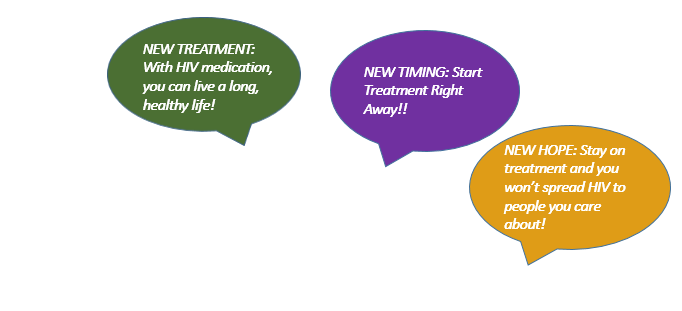 NEW TREATMENT:
With HIV medication,
you can live a long,
healthy life!
NEW TIMING: Start
Treatment Right
Away!!
NEW HOPE: Stay on
treatment and you
won’t spread HIV to
people you care
about!